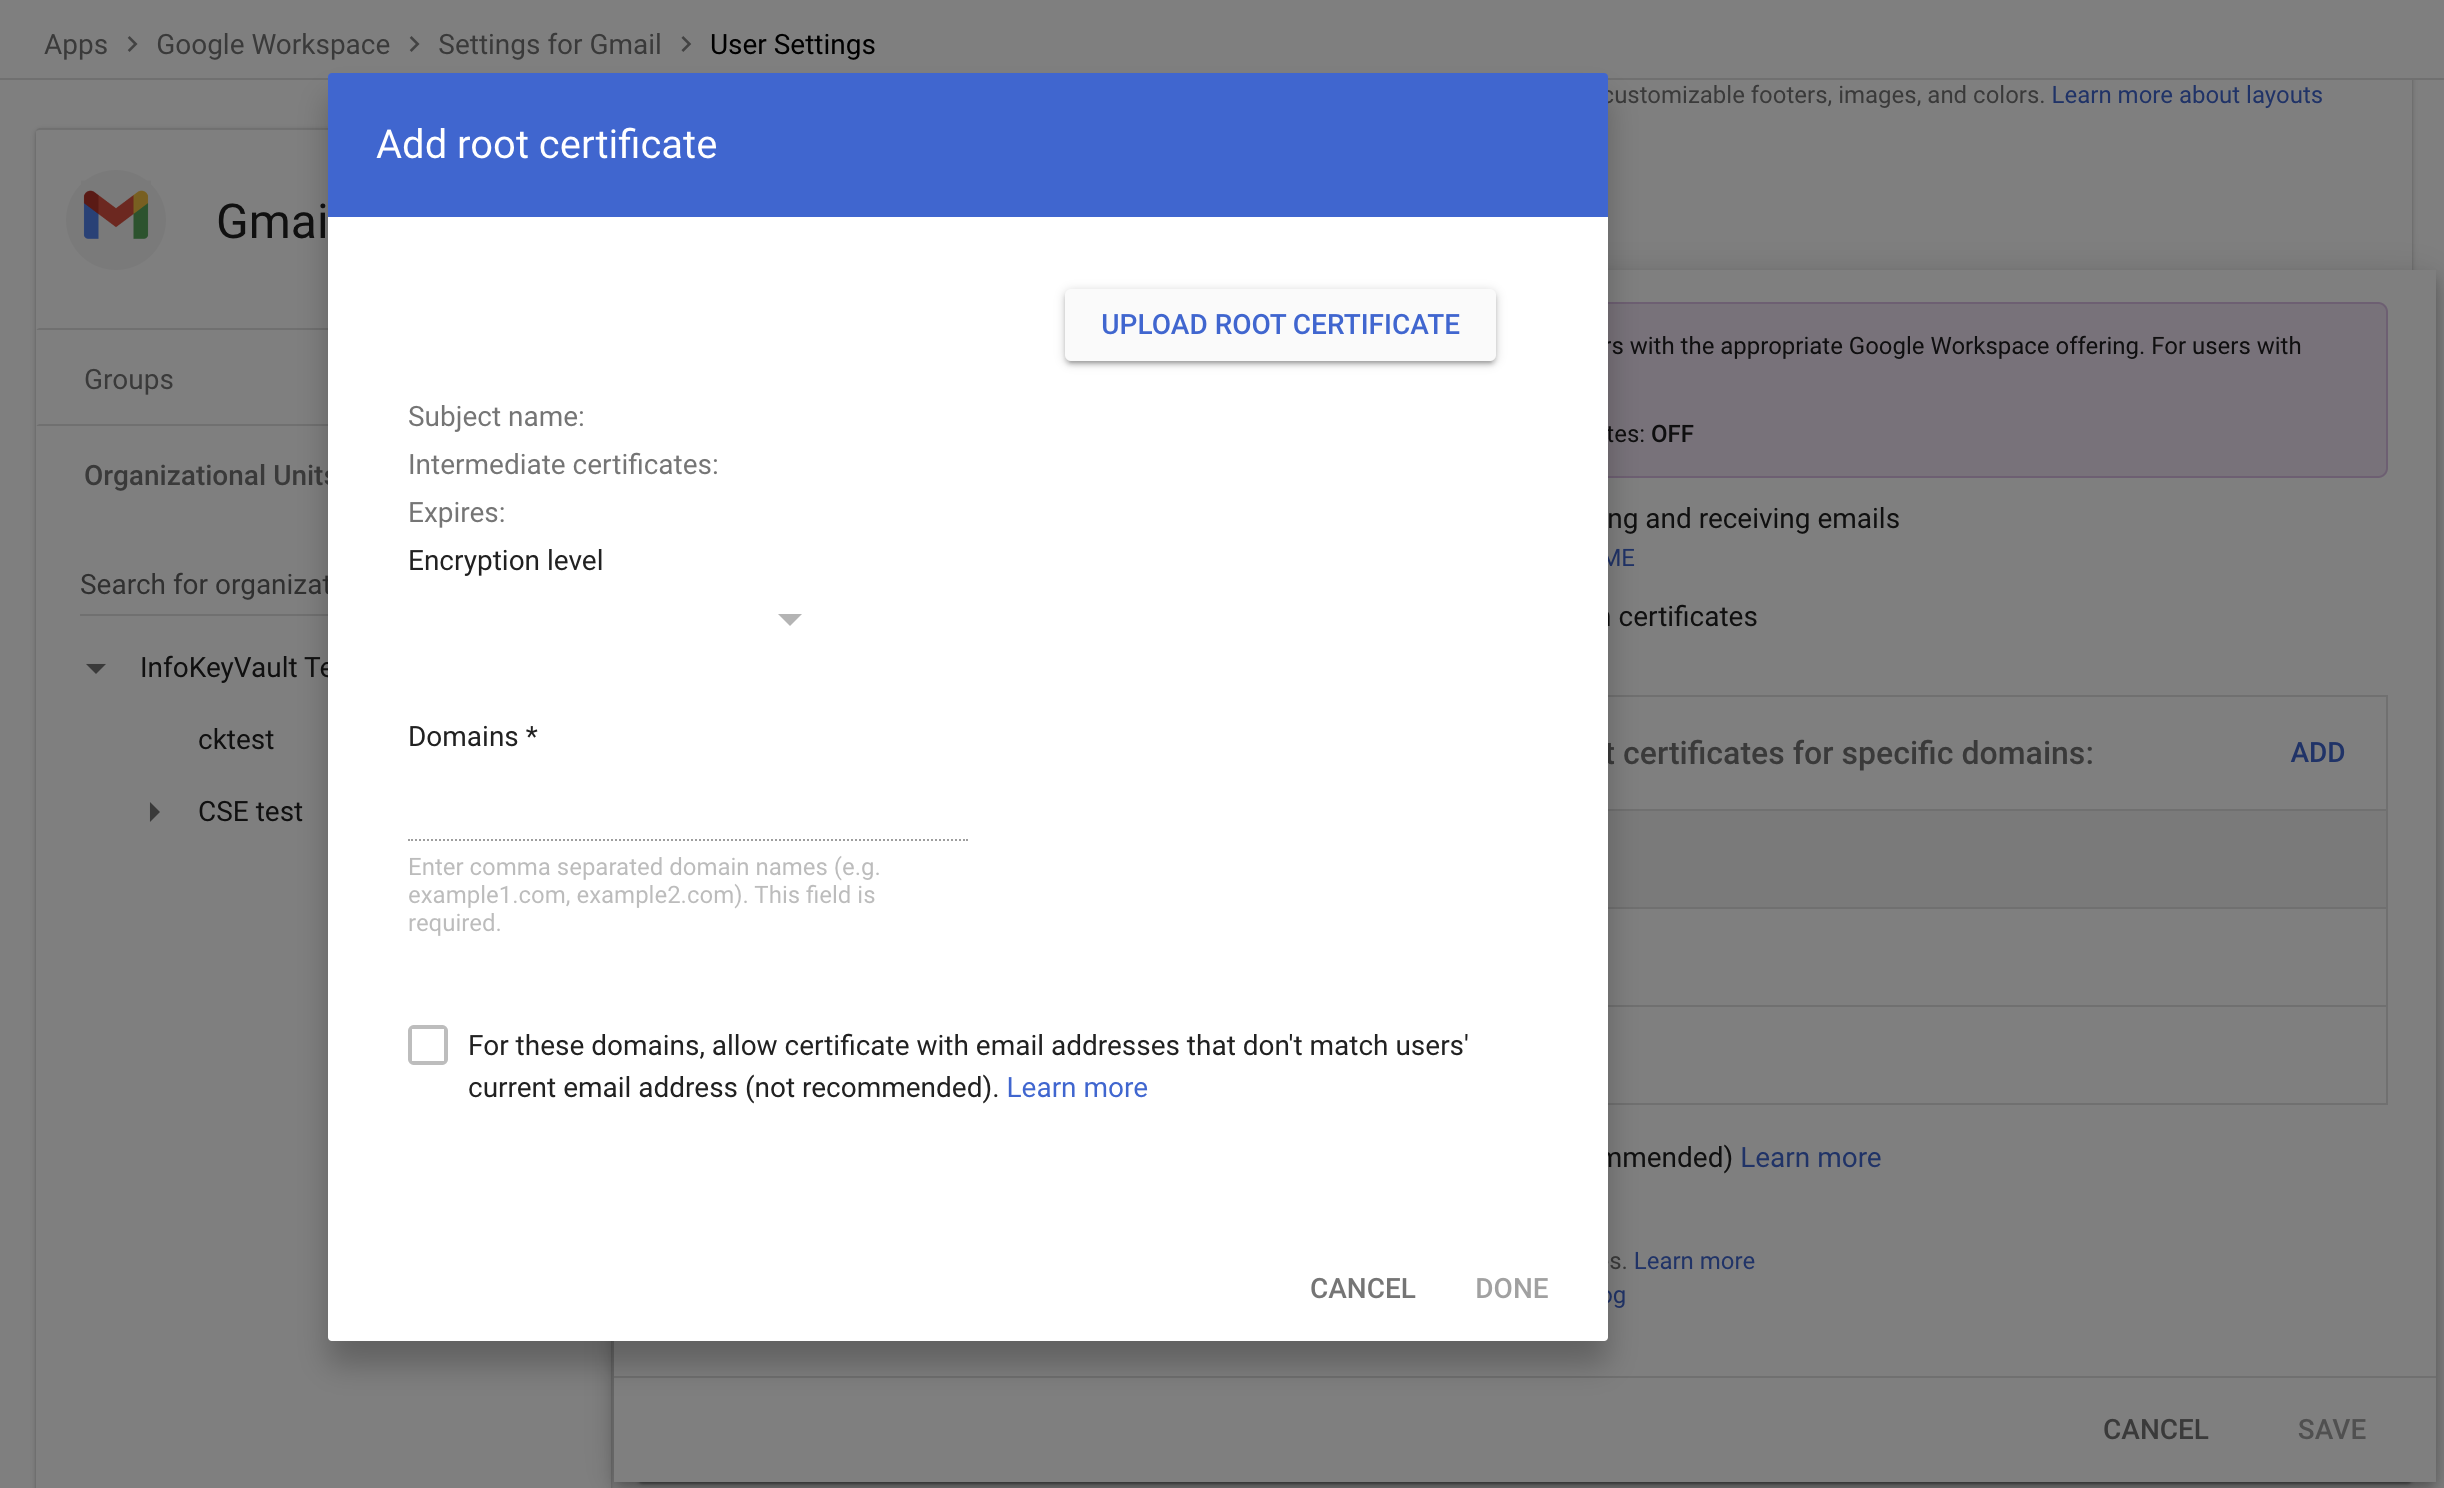 Apps > Google Workspace > Settings for Gmail > User Settings
customizable footers, images, and colors. Learn more about layouts
Add root certificate
Gmai
UPLOAD ROOT CERTIFICATE
with the appropriate Google Workspace offering. For users with
Groups
Subject name:
OFF
Intermediate certificates:
Organizational Units
Expires:
and receiving emails
Encryption level
ME
Search for organizat
certificates
InfoKeyVault Te
cktest
Domains *
certificates for specific domains:
ADD
CSE test
Enter comma separated domain names (e.g.
example1.com, example2.com). This field is
required.
For these domains, allow certificate with email addresses that don't match users'
current email address (not recommended). Learn more
mmended) Learn more
s. Learn more
og
CANCEL
DONE
CANCEL
SAVE